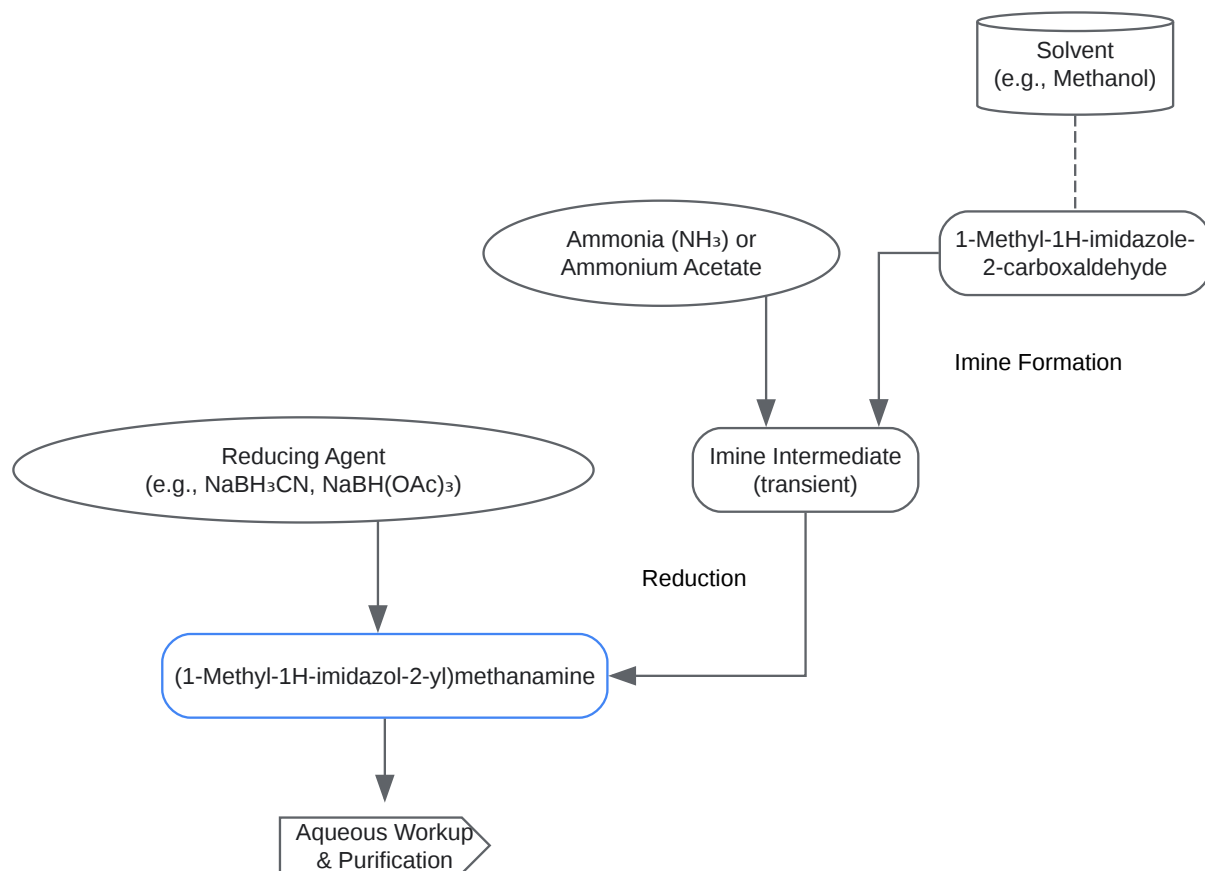 Solvent
(e.g., Methanol)
Ammonia (NH₃) or
Ammonium Acetate
1-Methyl-1H-imidazole-
2-carboxaldehyde
Imine Formation
Reducing Agent
(e.g., NaBH₃CN, NaBH(OAc)₃)
Imine Intermediate
(transient)
Reduction
(1-Methyl-1H-imidazol-2-yl)methanamine
Aqueous Workup
& Purification